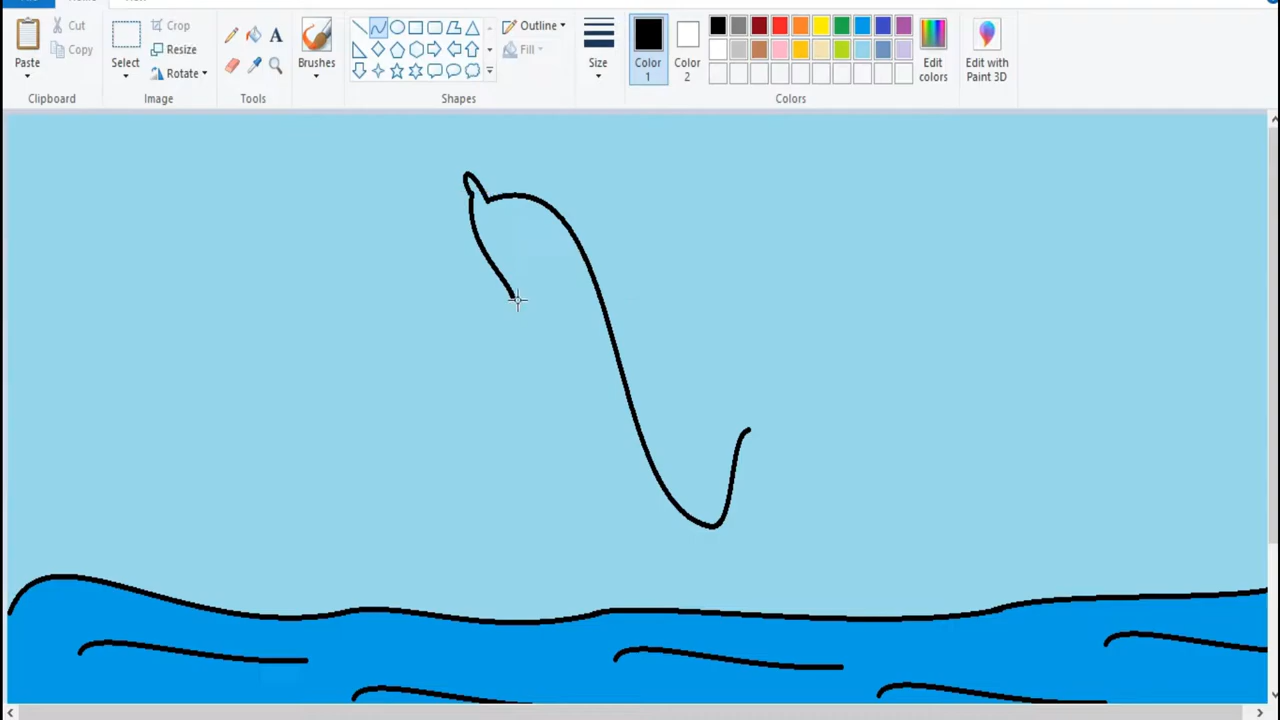 Cut
Copy
Paste
Clipboard
Select
Crop
Resize
Rotate
Image
A
Tools
Brushes
Outline
Fill
Shapes
Size
Color
1
Color
2
Edit
colors
Colors
Edit with
Paint 3D